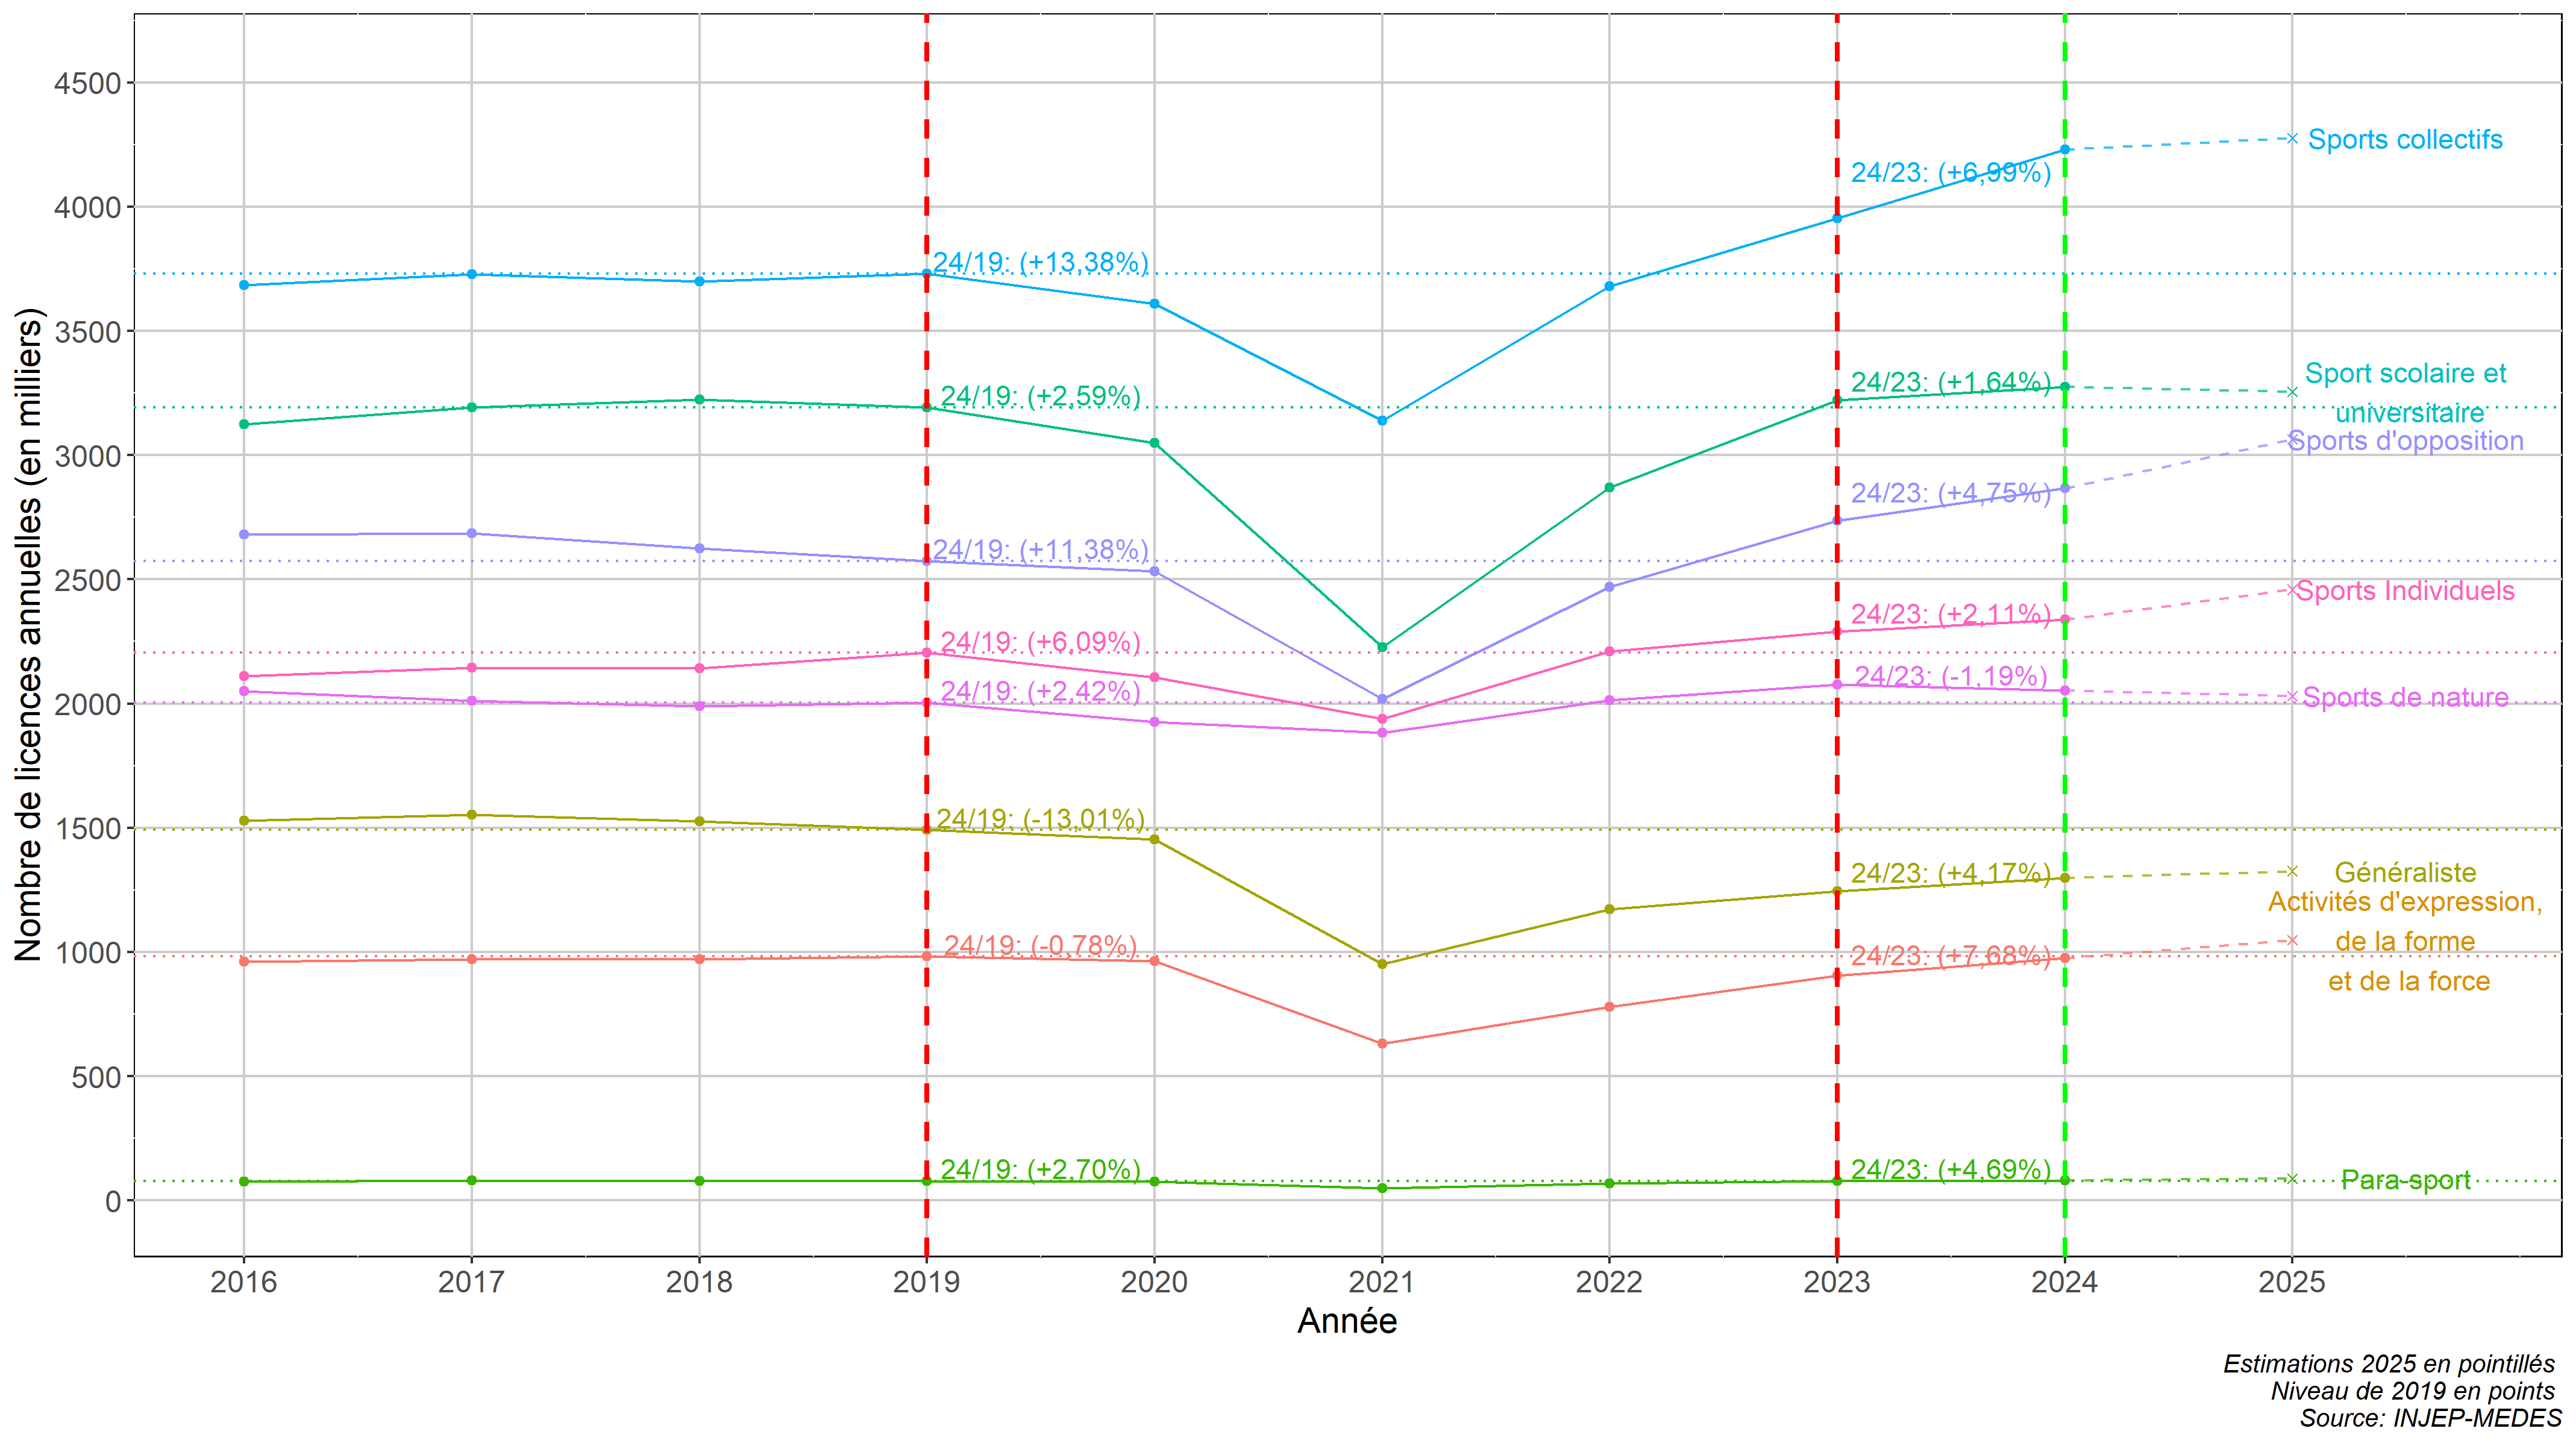 4500
4000
3500
3000
2500
2000
1500
1000
500
0
Nombre de licences annuelles (en milliers)
Sports collectifs
24/23: (+6,99%)
24/19: (+13,38%)
Sport scolaire et
universitaire
24/23: (+1,64%)
24/19: (+2,59%)
Sports d'opposition
24/23: (+4,75%)
24/19: (+11,38%)
Sports Individuels
24/23: (+2,11%)
24/19: (+6,09%)
24/23: (-1,19%)
24/19: (+2,42%)
Sports de nature
24/19: (-13,01%)
24/23: (+4,17%)
Généraliste
Activités d'expression,
de la forme
et de la force
24/19: (-0,78%)
24/23: (+7,68%)
24/19: (+2,70%)
24/23: (+4,69%)
Para-sport
2016
2017
2018
2019
2020
2021
2022
2023
2024
2025
Année
Estimations 2025 en pointillés
Niveau de 2019 en points
Source: INJEP-MEDES